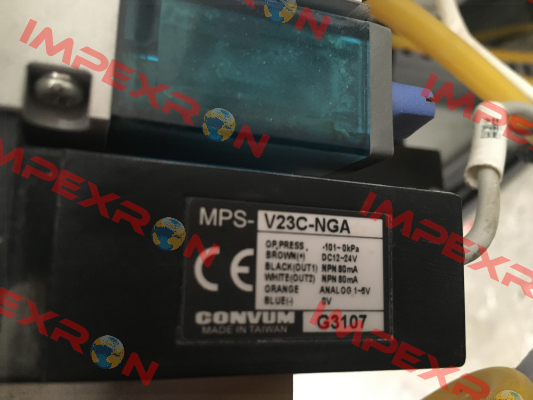 IMPEXRON
IMPEXRON
IMPEXRON
IMPEXRON
IMPEXRON
MPS- V23C-NGA
OP.PRESS. -101~0kPa
BROWN(+) DC12~24V
BLACK(OUT1) NPN 80mA
WHITE(OUT2) NPN 80mA
ORANGE ANALOG 1~5V
BLUE(-) 0V
CE
CONVUM
MADE IN TAIWAN
G3107